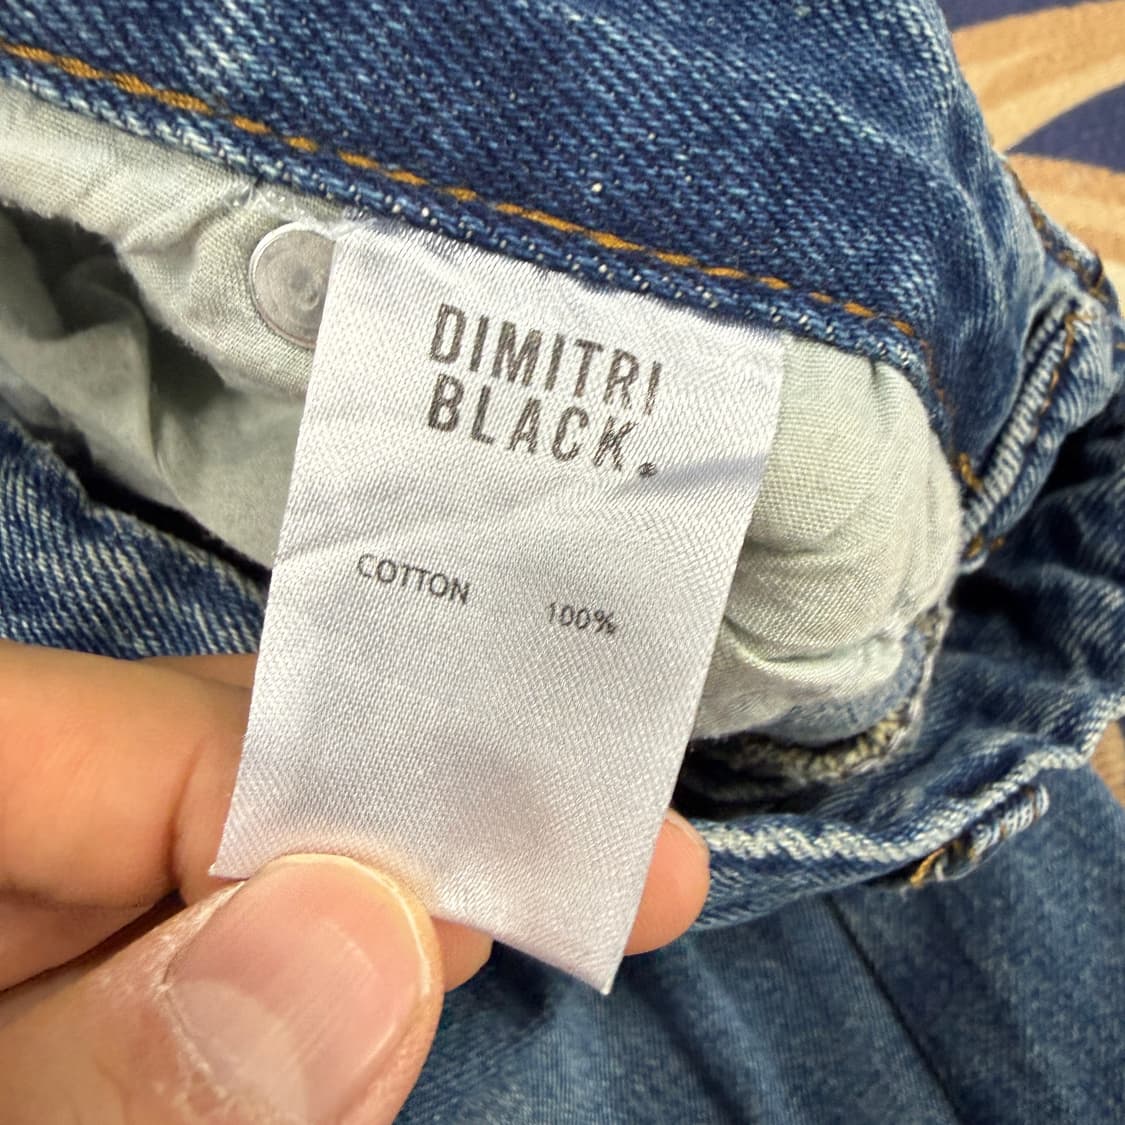 DIMITRI
BLACK.
COTTON 100%